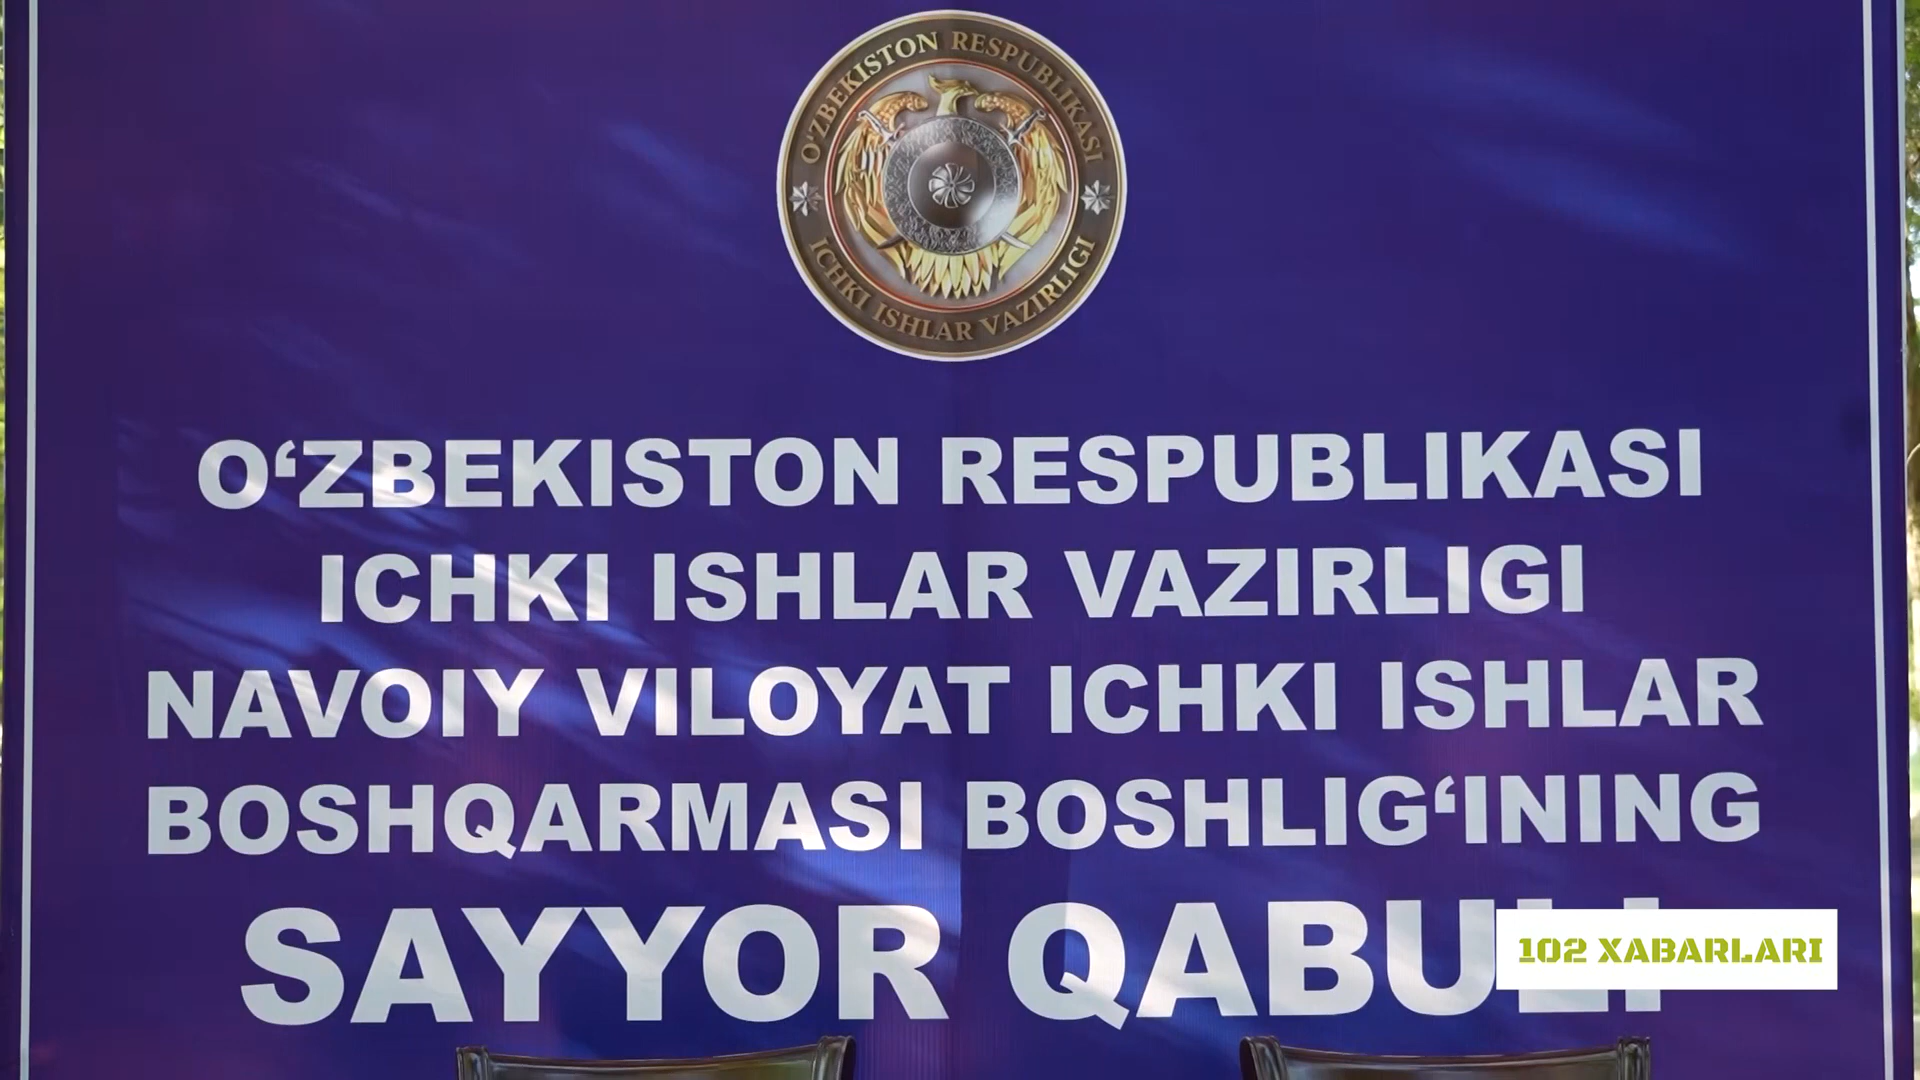 O‘ZBEKISTON RESPUBLIKASI
ICHKI ISHLAR VAZIRLIGI
O‘ZBEKISTON RESPUBLIKASI
ICHKI ISHLAR VAZIRLIGI
NAVOIY VILOYAT ICHKI ISHLAR
BOSHQARMASI BOSHLIG‘INING
SAYYOR QABULI
102 XABARLARI